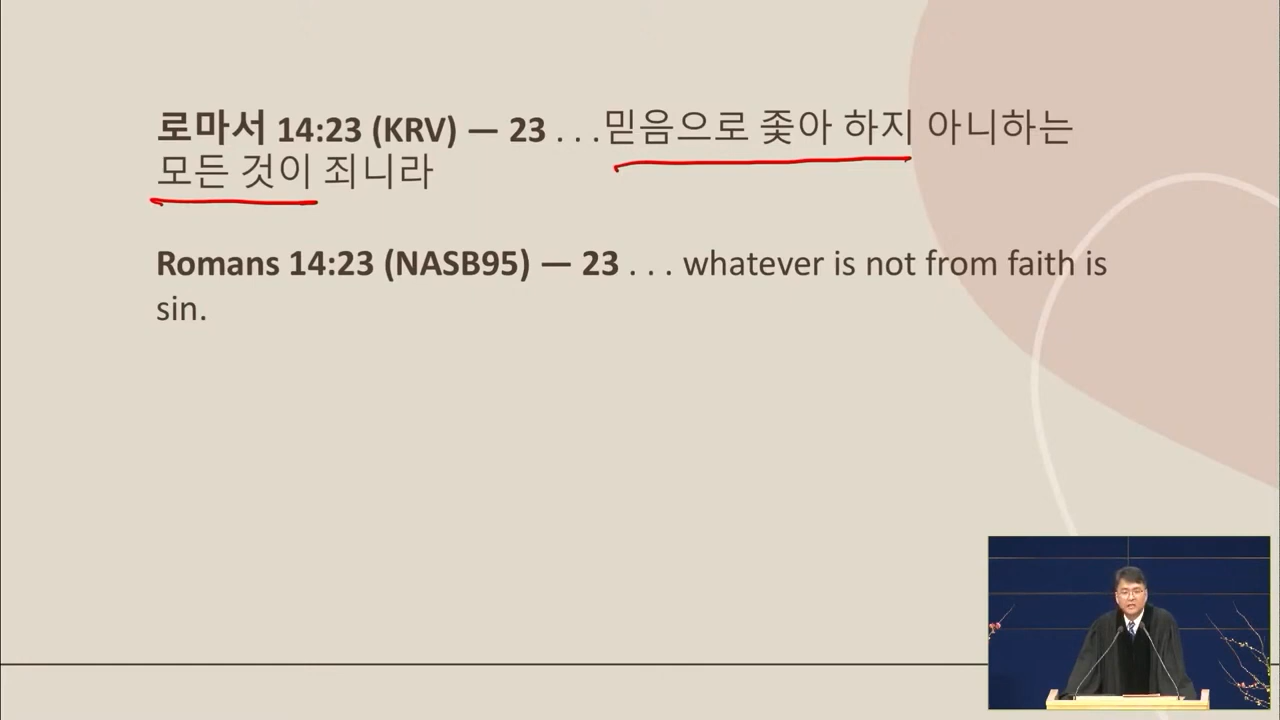 로마서 14:23 (KRV) — 23 . . .믿음으로 좇아 하지 아니하는
모든 것이 죄니라
Romans 14:23 (NASB95) — 23 . . . whatever is not from faith is
sin.